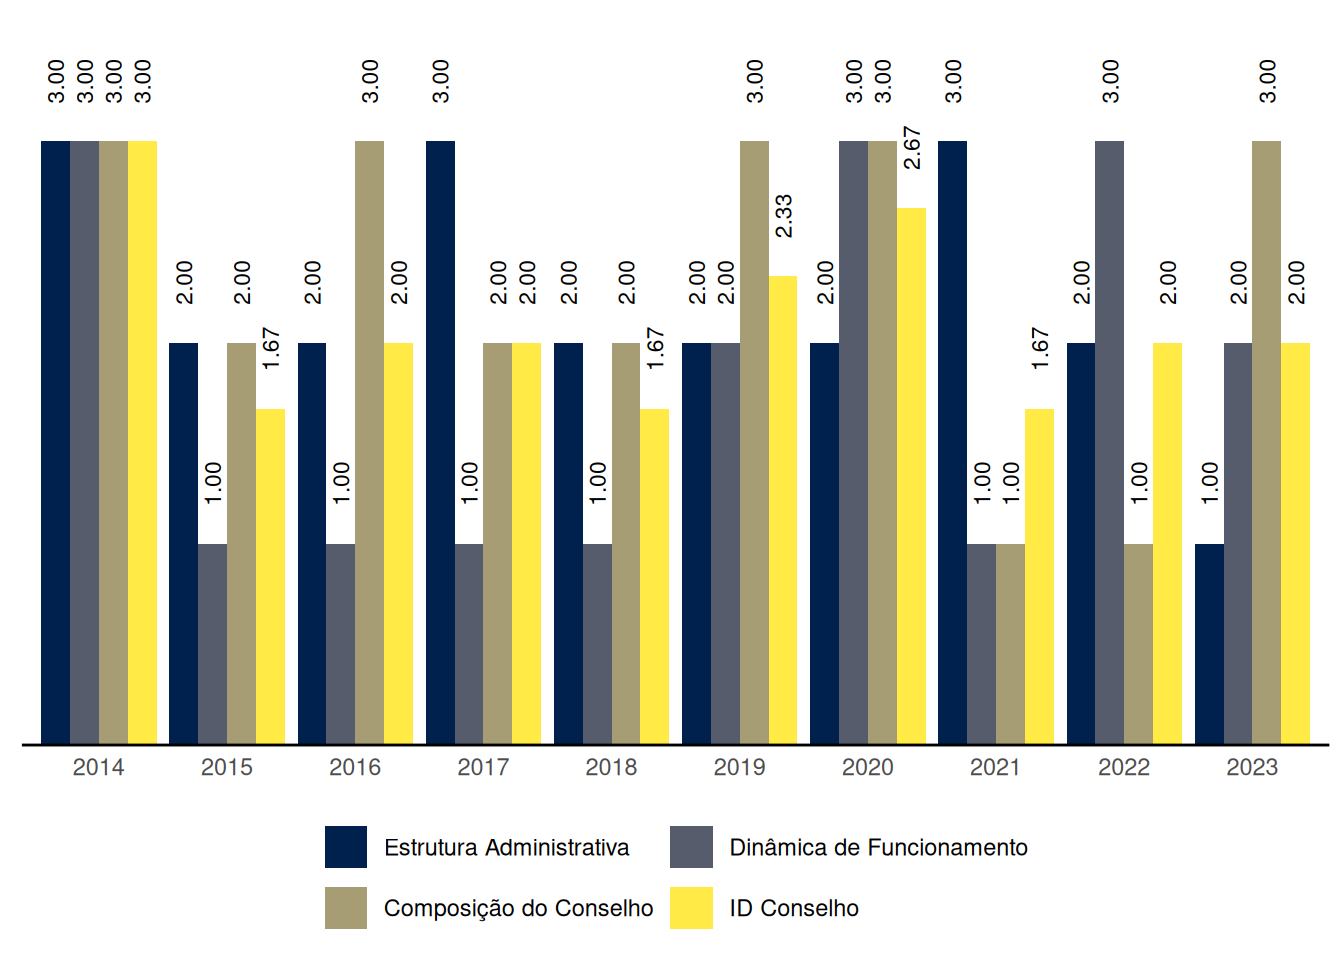 3.00 3.00 3.00 3.00 2.00 1.00 2.00 1.67 2.00 1.00 3.00 2.00 3.00 1.00 2.00 2.00 2.00 1.00 2.00 1.67 2.00 2.00 3.00 2.33 2.00 3.00 3.00 2.67 3.00 1.00 1.00 1.67 2.00 3.00 1.00 2.00 1.00 2.00 3.00 2.00
2014 2015 2016 2017 2018 2019 2020 2021 2022 2023
Estrutura Administrativa Dinâmica de Funcionamento
Composição do Conselho ID Conselho